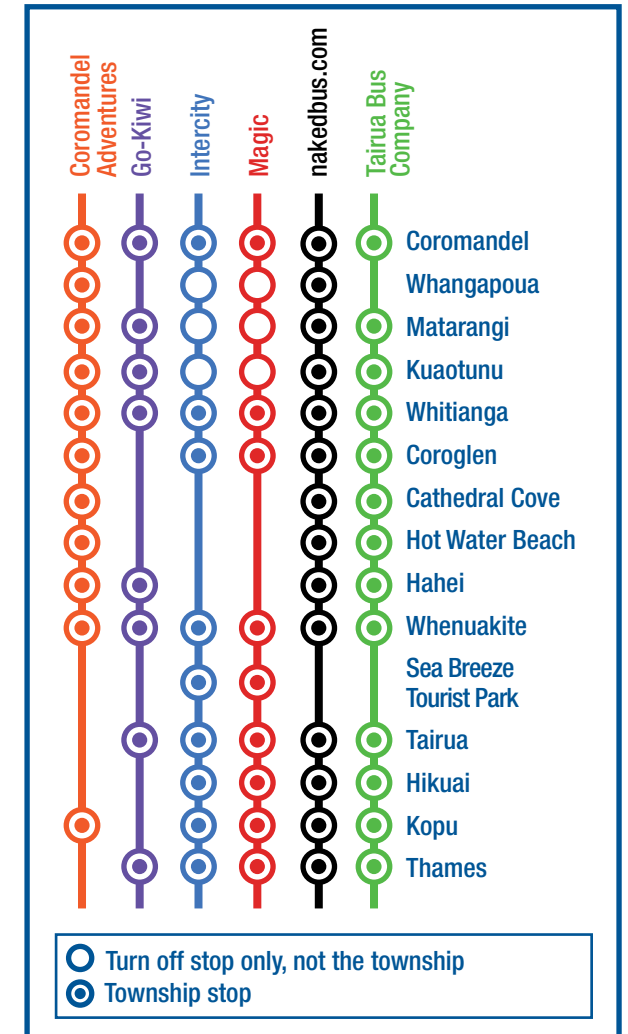 Coromandel
Adventures
Go-Kiwi
Intercity
Magic
nakedbus.com
Tairua Bus
Company
Coromandel
Whangapoua
Matarangi
Kuaotunu
Whitianga
Coroglen
Cathedral Cove
Hot Water Beach
Hahei
Whenuakite
Sea Breeze
Tourist Park
Tairua
Hikuai
Kopu
Thames
Turn off stop only, not the township
Township stop